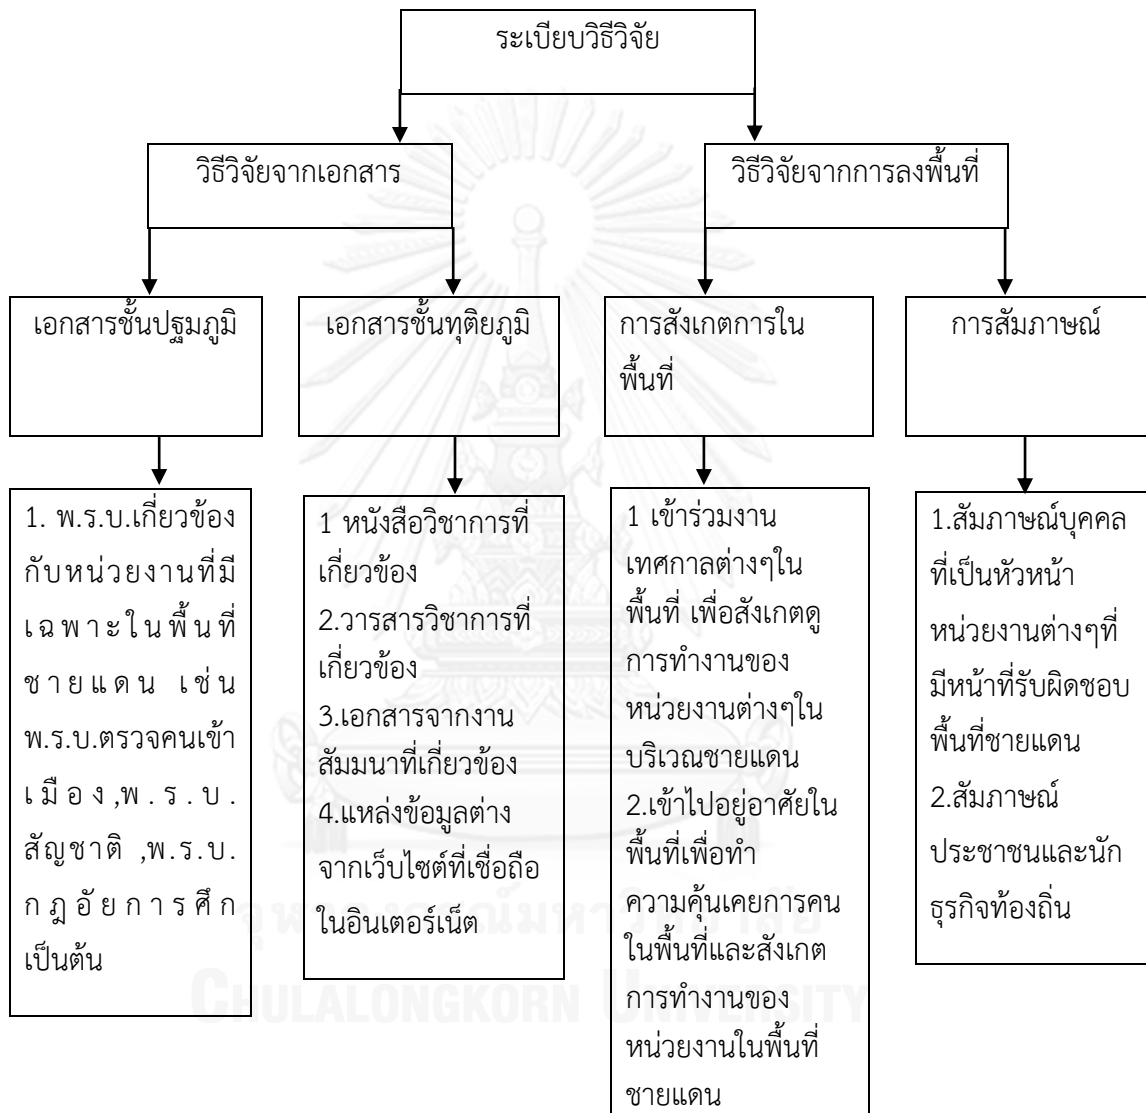 ระเบียบวิธีวิจัย
วิธีวิจัยจากเอกสาร
วิธีวิจัยจากการลงพื้นที่
เอกสารชั้นปฐมภูมิ
เอกสารชั้นทุติยภูมิ
การสังเกตการใน
พื้นที่
การสัมภาษณ์
1. พ.ร.บ.เกี่ยวข้อง
กับหน่วยงานที่มี
เฉพาะในพื้นที่
ชายแดน เช่น
พ.ร.บ.ตรวจคนเข้า
เมือง,พ.ร.บ.
สัญชาติ ,พ.ร.บ.
กฎอัยการศึก
เป็นต้น
1 หนังสือวิชาการที่
เกี่ยวข้อง
2.วารสารวิชาการที่
เกี่ยวข้อง
3.เอกสารจากงาน
สัมมนาที่เกี่ยวข้อง
4.แหล่งข้อมูลต่าง
จากเว็บไซต์ที่เชื่อถือ
ในอินเตอร์เน็ต
1 เข้าร่วมงาน
เทศกาลต่างๆใน
พื้นที่ เพื่อสังเกตดู
การทำงานของ
หน่วยงานต่างๆใน
บริเวณชายแดน
2.เข้าไปอยู่อาศัยใน
พื้นที่เพื่อทำ
ความคุ้นเคยการคน
ในพื้นที่และสังเกต
การทำงานของ
หน่วยงานในพื้นที่
ชายแดน
1.สัมภาษณ์บุคคล
ที่เป็นหัวหน้า
หน่วยงานต่างๆที่
มีหน้าที่รับผิดชอบ
พื้นที่ชายแดน
2.สัมภาษณ์
ประชาชนและนัก
ธุรกิจท้องถิ่น
จุฬาลงกรณ์มหาวิทยาลัย
CHULALONGKORN UNIVERSITY